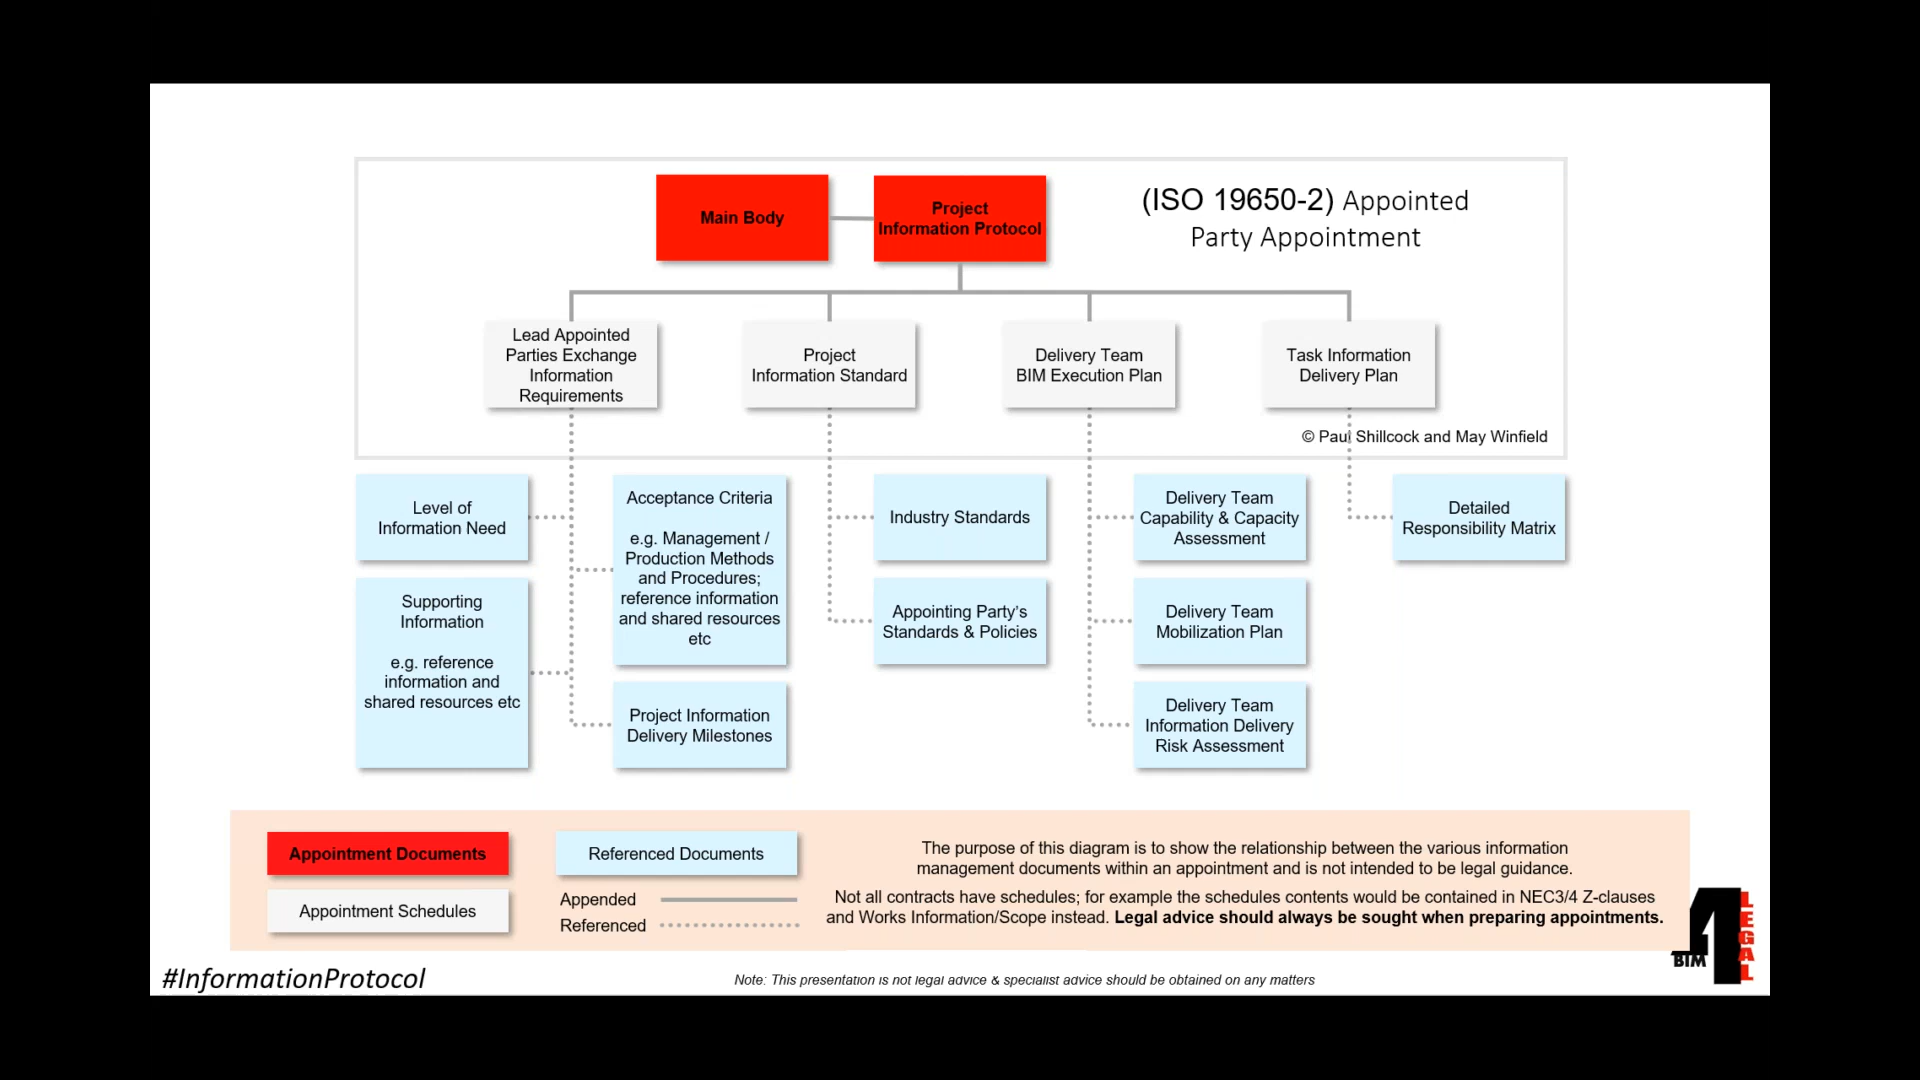 Main Body
Project
Information Protocol
(ISO 19650-2) Appointed
Party Appointment
Lead Appointed
Parties Exchange
Information
Requirements
Project
Information Standard
Delivery Team
BIM Execution Plan
Task Information
Delivery Plan
© Paul Shillcock and May Winfield
Level of
Information Need
Supporting
Information
e.g. reference
information and
shared resources etc
Acceptance Criteria
e.g. Management /
Production Methods
and Procedures;
reference information
and shared resources
etc
Project Information
Delivery Milestones
Industry Standards
Appointing Party's
Standards & Policies
Delivery Team
Capability & Capacity
Assessment
Delivery Team
Mobilization Plan
Delivery Team
Information Delivery
Risk Assessment
Detailed
Responsibility Matrix
Appointment Documents
Appointment Schedules
Referenced Documents
Appended
Referenced
The purpose of this diagram is to show the relationship between the various information
management documents within an appointment and is not intended to be legal guidance.
Not all contracts have schedules; for example the schedules contents would be contained in NEC3/4 Z-clauses
and Works Information/Scope instead. Legal advice should always be sought when preparing appointments.
#InformationProtocol
Note: This presentation is not legal advice & specialist advice should be obtained on any matters
BIM
4
LEGAL